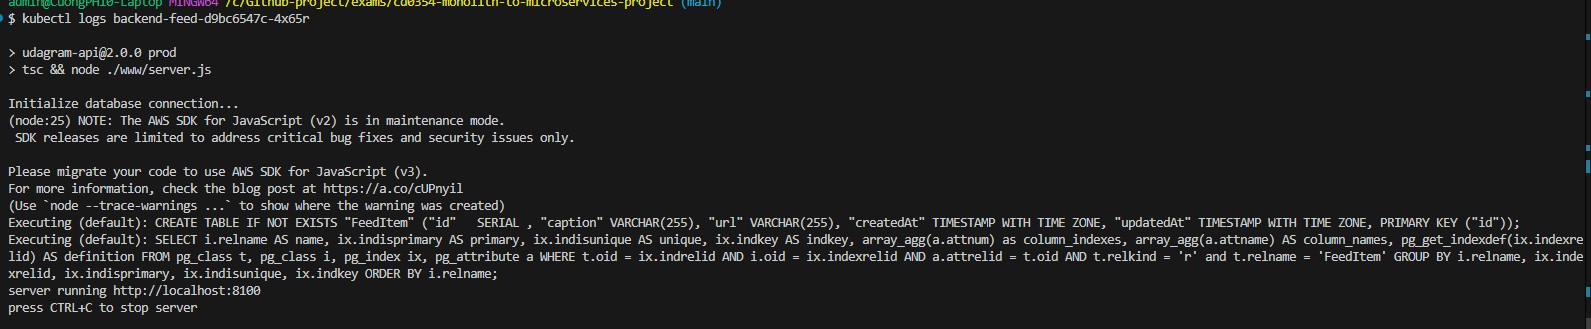 admin@CuongPH10-Laptop MINGW64 /c/Github-project/exams/cd0354-monolith-to-microservices-project (main)
$ kubectl logs backend-feed-d9bc6547c-4x65r
> udagram-api@2.0.0 prod
> tsc && node ./www/server.js
Initialize database connection...
(node:25) NOTE: The AWS SDK for JavaScript (v2) is in maintenance mode.
 SDK releases are limited to address critical bug fixes and security issues only.
Please migrate your code to use AWS SDK for JavaScript (v3).
For more information, check the blog post at https://a.co/cUPnyil
(Use `node --trace-warnings ...` to show where the warning was created)
Executing (default): CREATE TABLE IF NOT EXISTS "FeedItem" ("id"   SERIAL , "caption" VARCHAR(255), "url" VARCHAR(255), "createdAt" TIMESTAMP WITH TIME ZONE, "updatedAt" TIMESTAMP WITH TIME ZONE, PRIMARY KEY ("id"));
Executing (default): SELECT i.relname AS name, ix.indisprimary AS primary, ix.indisunique AS unique, ix.indkey AS indkey, array_agg(a.attnum) as column_indexes, array_agg(a.attname) AS column_names, pg_get_indexdef(ix.indexre
lid) AS definition FROM pg_class t, pg_class i, pg_index ix, pg_attribute a WHERE t.oid = ix.indrelid AND i.oid = ix.indexrelid AND a.attrelid = t.oid AND t.relkind = 'r' and t.relname = 'FeedItem' GROUP BY i.relname, ix.inde
xrelid, ix.indisprimary, ix.indisunique, ix.indkey ORDER BY i.relname;
server running http://localhost:8100
press CTRL+C to stop server